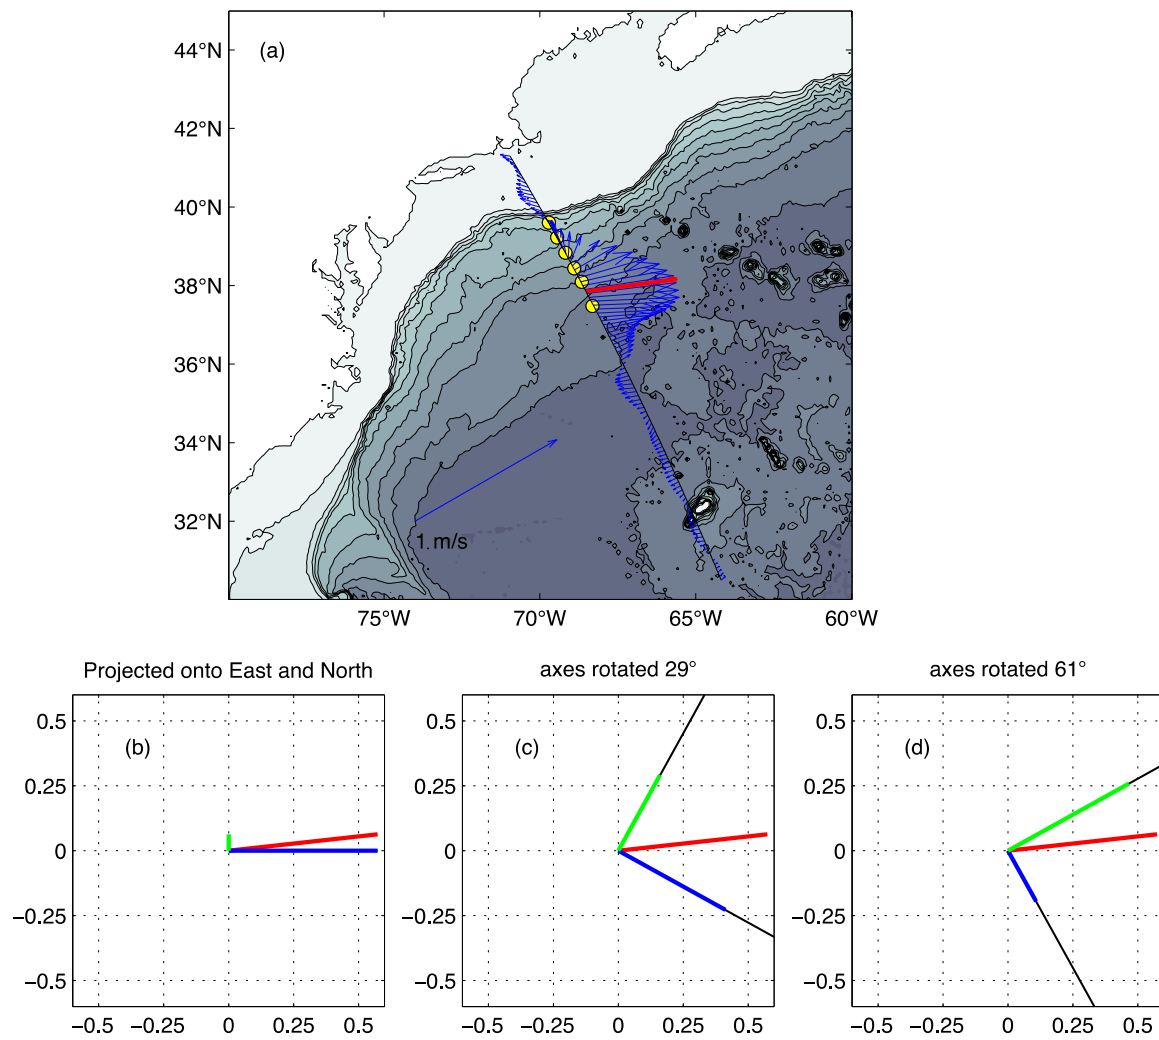 44°N
(a)
42°N
40°N
38°N
36°N
34°N
32°N
1. m/s
75°W 70°W 65°W 60°W
Projected onto East and North
axes rotated 29°
axes rotated 61°
0.5
(b)
0.25
0
−0.25
−0.5
−0.5 −0.25 0 0.25 0.5
0.5
(c)
0.25
0
−0.25
−0.5
−0.5 −0.25 0 0.25 0.5
0.5
(d)
0.25
0
−0.25
−0.5
−0.5 −0.25 0 0.25 0.5